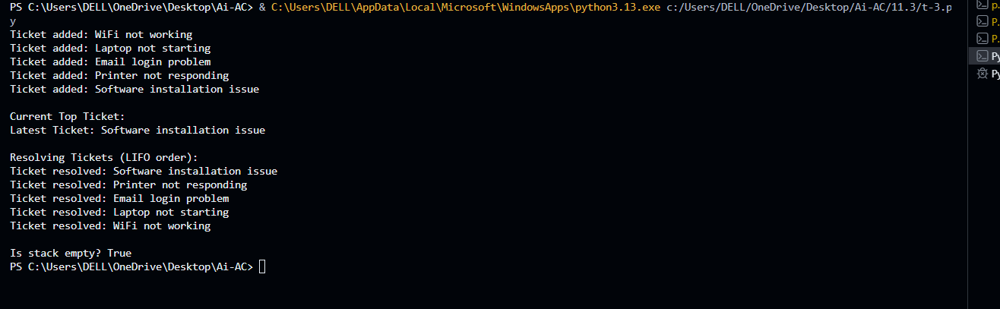 PS C:\Users\DELL\OneDrive\Desktop\Ai-AC> & C:\Users\DELL\AppData\Local\Microsoft\WindowsApps\python3.13.exe c:/Users/DELL/OneDrive/Desktop/Ai-AC/11.3/t-3.p
y
Ticket added: WiFi not working
Ticket added: Laptop not starting
Ticket added: Email login problem
Ticket added: Printer not responding
Ticket added: Software installation issue
Current Top Ticket:
Latest Ticket: Software installation issue
Resolving Tickets (LIFO order):
Ticket resolved: Software installation issue
Ticket resolved: Printer not responding
Ticket resolved: Email login problem
Ticket resolved: Laptop not starting
Ticket resolved: WiFi not working
Is stack empty? True
PS C:\Users\DELL\OneDrive\Desktop\Ai-AC>